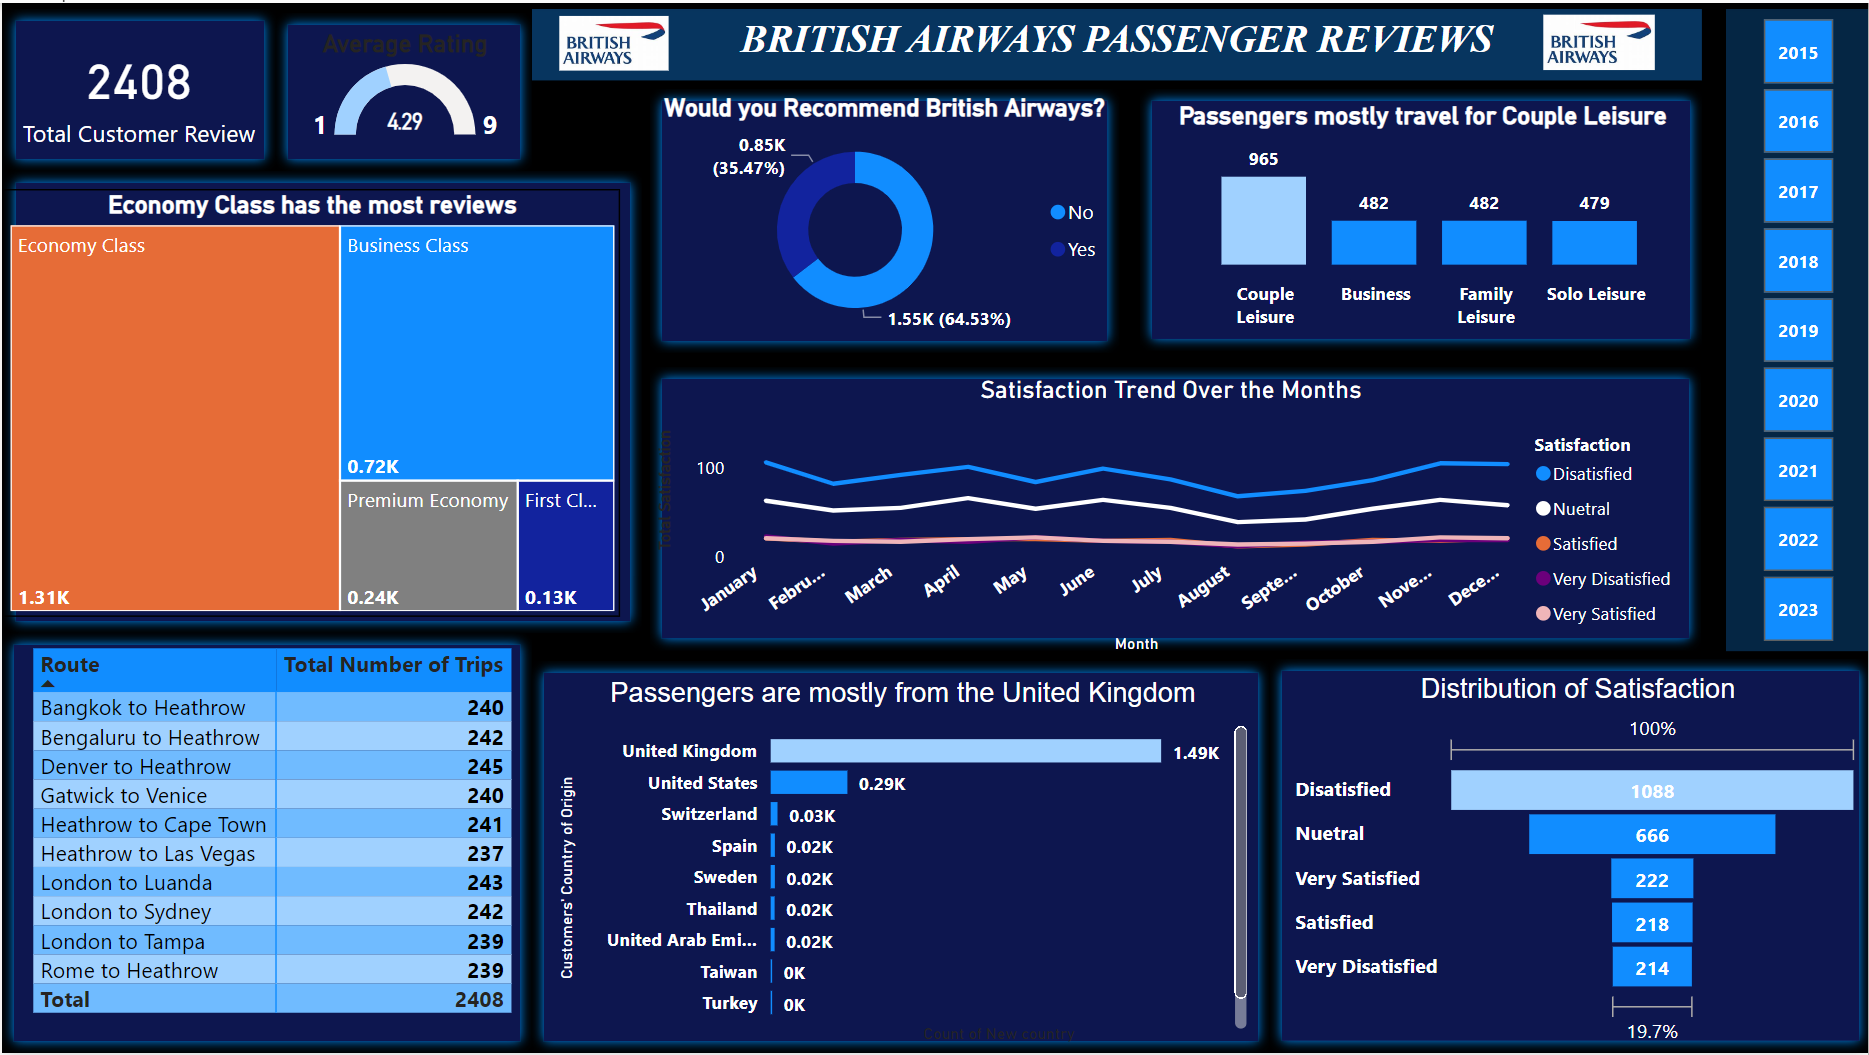 2408
Total Customer Review
Average Rating
1
4.29
9
BRITISH
AIRWAYS
BRITISH AIRWAYS PASSENGER REVIEWS
BRITISH
AIRWAYS
2015
2016
2017
2018
2019
2020
2021
2022
2023
Economy Class has the most reviews
Economy Class
1.31K
Business Class
0.72K
Premium Economy
0.24K
First Cl...
0.13K
Would you Recommend British Airways?
0.85K
(35.47%)
1.55K (64.53%)
No
Yes
Passengers mostly travel for Couple Leisure
965
482
482
479
Couple
Leisure
Business
Family
Leisure
Solo Leisure
Satisfaction Trend Over the Months
Total Satisfaction
100
0
January
Febru...
March
April
May
June
July
August
Septe...
October
Nove...
Dece...
Month
Satisfaction
Disatisfied
Nuetral
Satisfied
Very Disatisfied
Very Satisfied
Route Total Number of Trips
Bangkok to Heathrow 240
Bengaluru to Heathrow 242
Denver to Heathrow 245
Gatwick to Venice 240
Heathrow to Cape Town 241
Heathrow to Las Vegas 237
London to Luanda 243
London to Sydney 242
London to Tampa 239
Rome to Heathrow 239
Total 2408
Passengers are mostly from the United Kingdom
Customers' Country of Origin
United Kingdom 1.49K
United States 0.29K
Switzerland 0.03K
Spain 0.02K
Sweden 0.02K
Thailand 0.02K
United Arab Emi... 0.02K
Taiwan 0K
Turkey 0K
Count of New country
Distribution of Satisfaction
100%
Disatisfied 1088
Nuetral 666
Very Satisfied 222
Satisfied 218
Very Disatisfied 214
19.7%